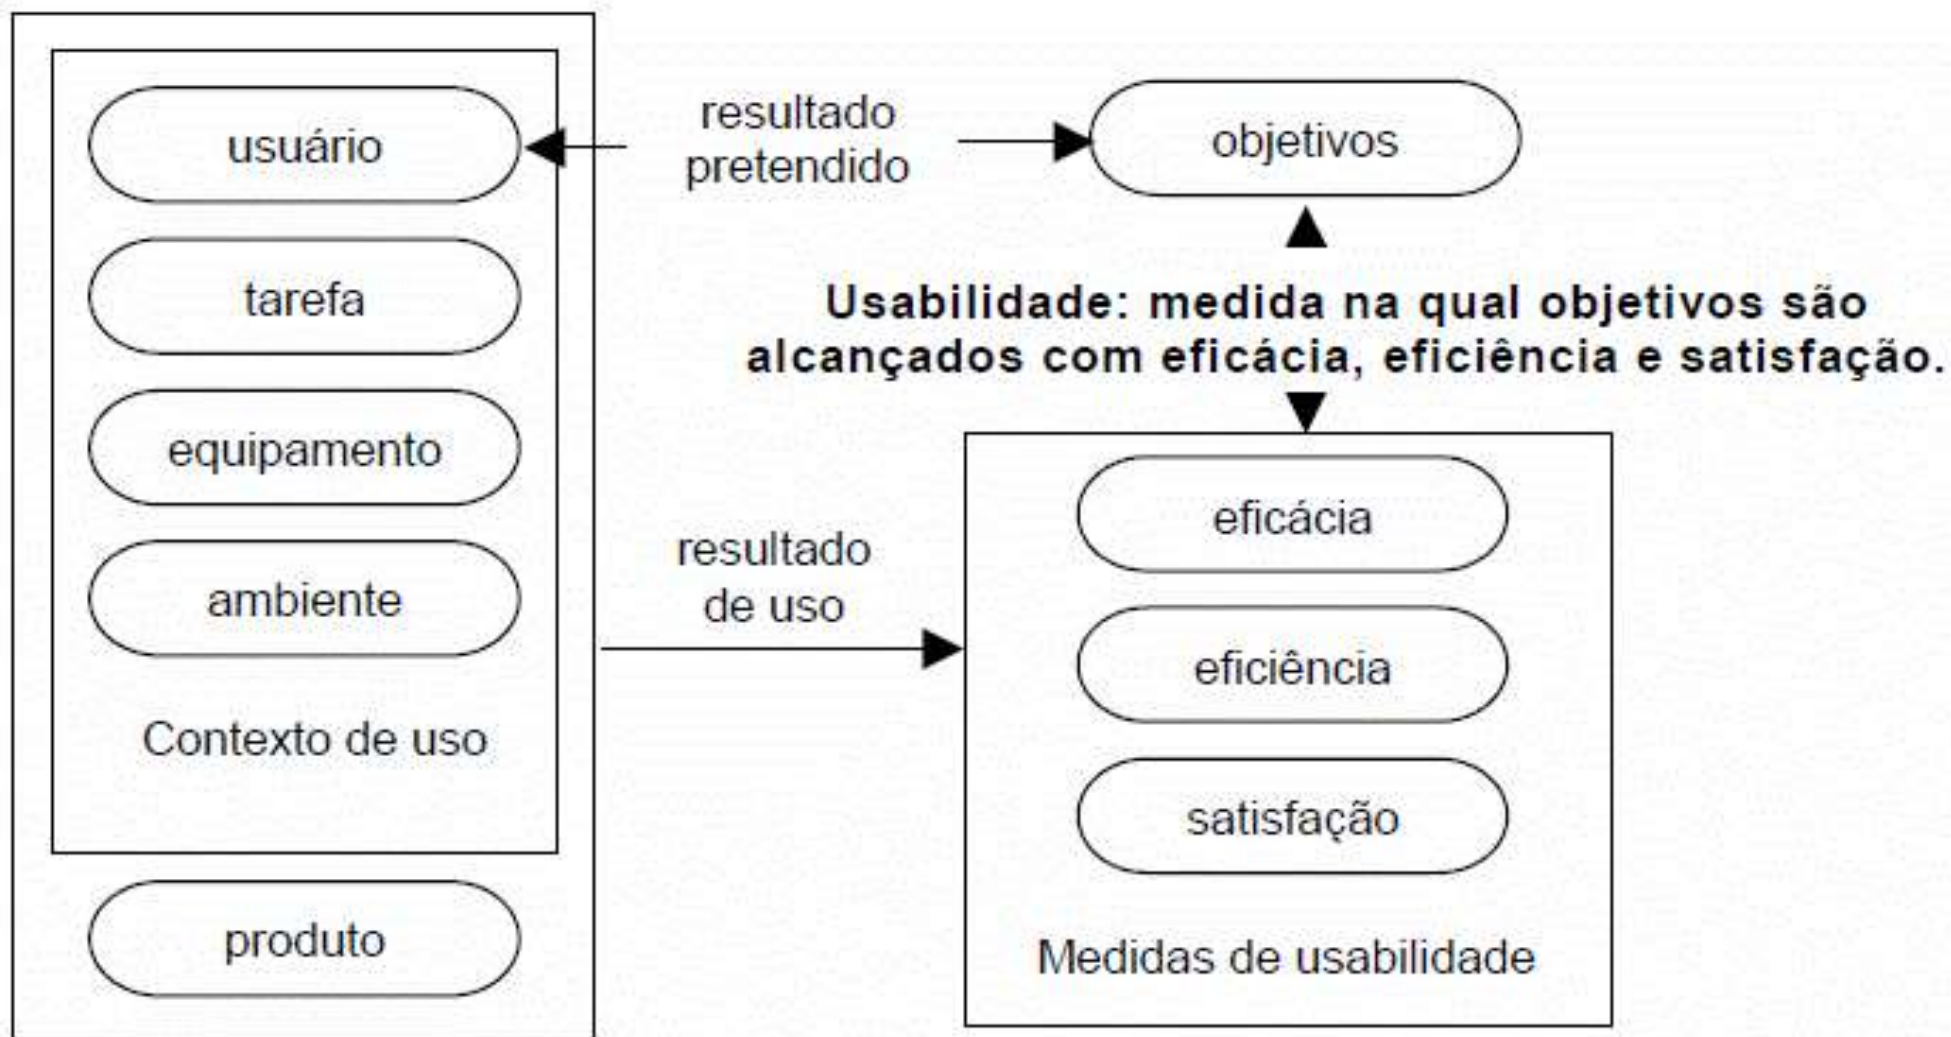 usuário
tarefa
equipamento
ambiente
Contexto de uso
produto
resultado
pretendido
objetivos
Usabilidade: medida na qual objetivos são
alcançados com eficácia, eficiência e satisfação.
resultado
de uso
eficácia
eficiência
satisfação
Medidas de usabilidade